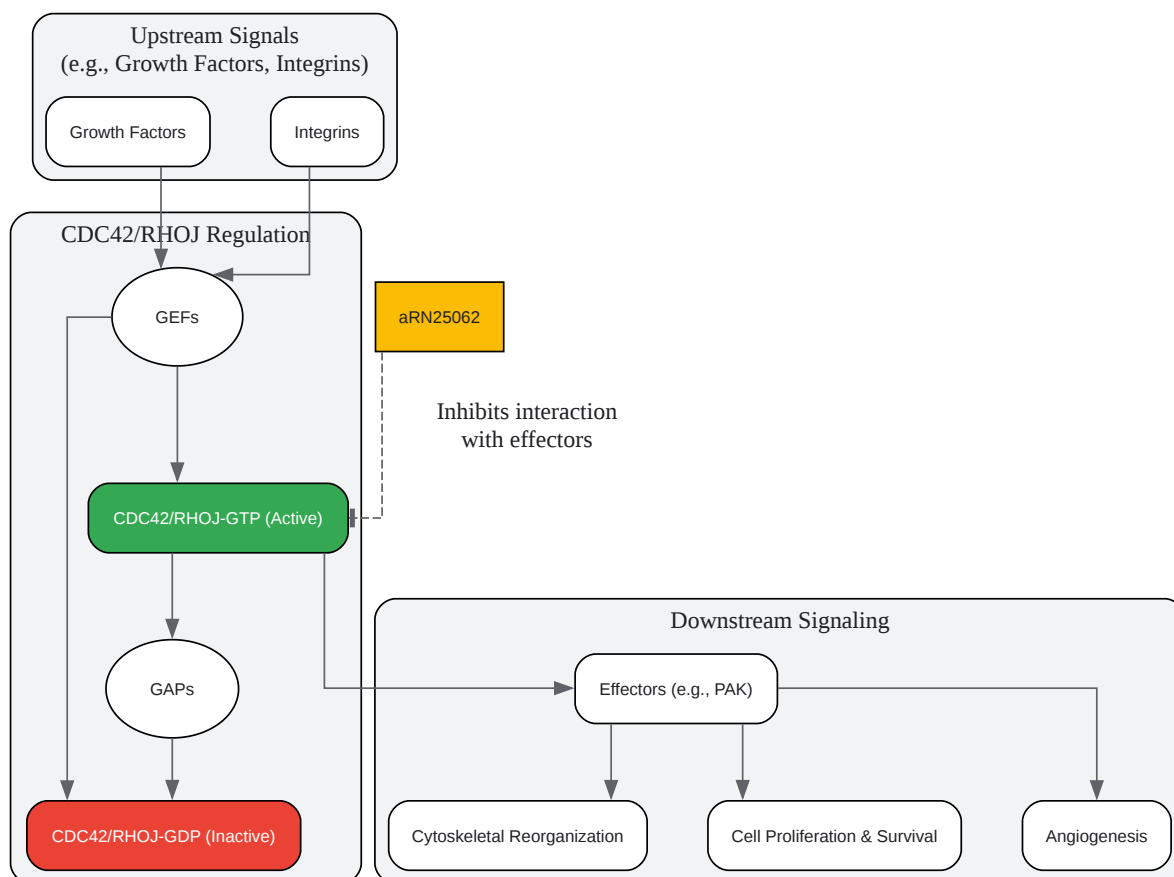 Upstream Signals
(e.g., Growth Factors, Integrins)
Growth Factors
Integrins
CDC42/RHOJ Regulation
GEFs
aRN25062
Inhibits interaction
with effectors
CDC42/RHOJ-GTP (Active)
Downstream Signaling
GAPs
Effectors (e.g., PAK)
CDC42/RHOJ-GDP (Inactive)
Cytoskeletal Reorganization
Cell Proliferation & Survival
Angiogenesis